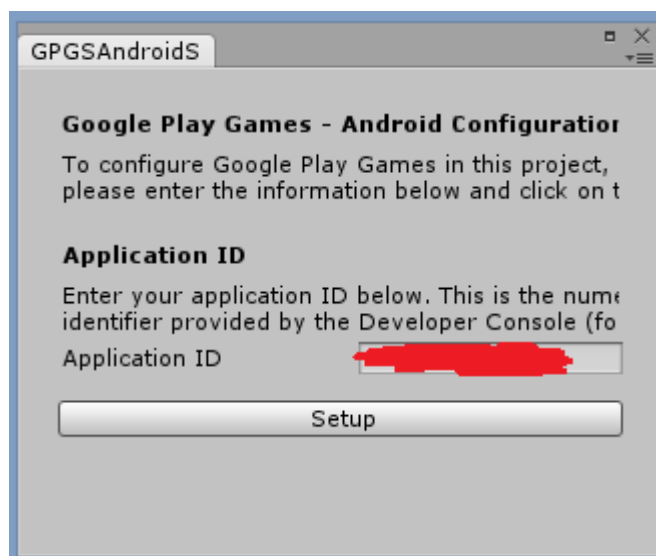 GPGSAndroidS
Google Play Games - Android Configuration
To configure Google Play Games in this project,
please enter the information below and click on t
Application ID
Enter your application ID below. This is the nume
identifier provided by the Developer Console (fo
Application ID
Setup